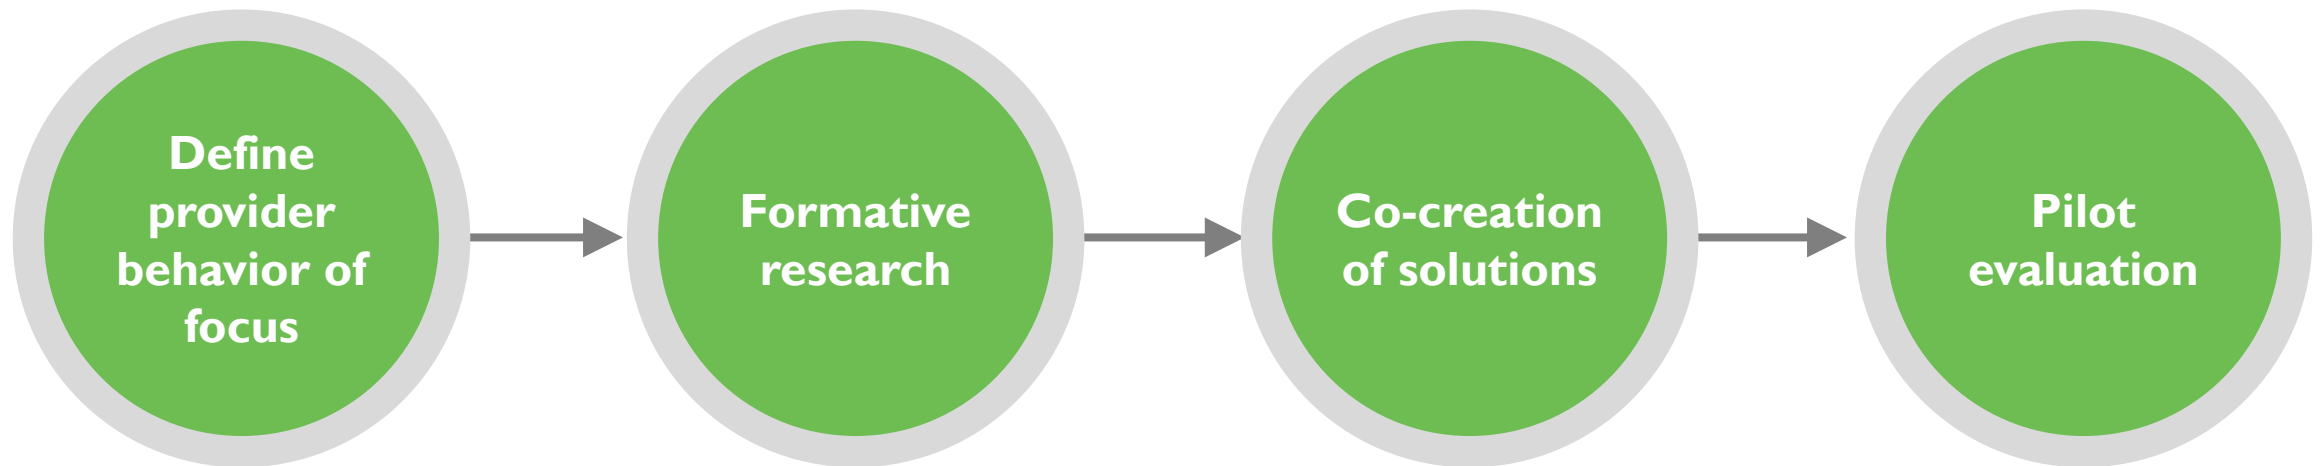 Define
provider
behavior of
focus
Formative
research
Co-creation
of solutions
Pilot
evaluation